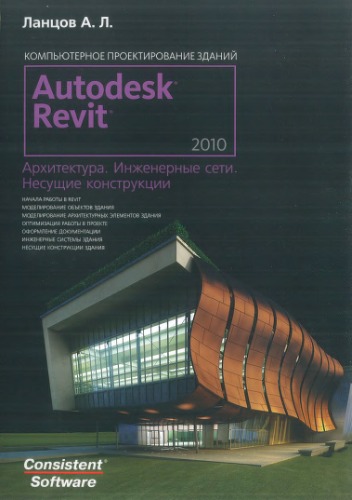 Ланцов А. Л.
КОМПЬЮТЕРНОЕ ПРОЕКТИРОВАНИЕ ЗДАНИЙ
Autodesk®
Revit®
2010
Архитектура. Инженерные сети.
Несущие конструкции
НАЧАЛА РАБОТЫ В REVIT
МОДЕЛИРОВАНИЕ ОБЪЕКТОВ ЗДАНИЯ
МОДЕЛИРОВАНИЕ АРХИТЕКТУРНЫХ ЭЛЕМЕНТОВ ЗДАНИЯ
ОПТИМИЗАЦИЯ РАБОТЫ В ПРОЕКТЕ
ОФОРМЛЕНИЕ ДОКУМЕНТАЦИИ
ИНЖЕНЕРНЫЕ СИСТЕМЫ ЗДАНИЯ
НЕСУЩИЕ КОНСТРУКЦИИ ЗДАНИЯ
Consistent®
Software